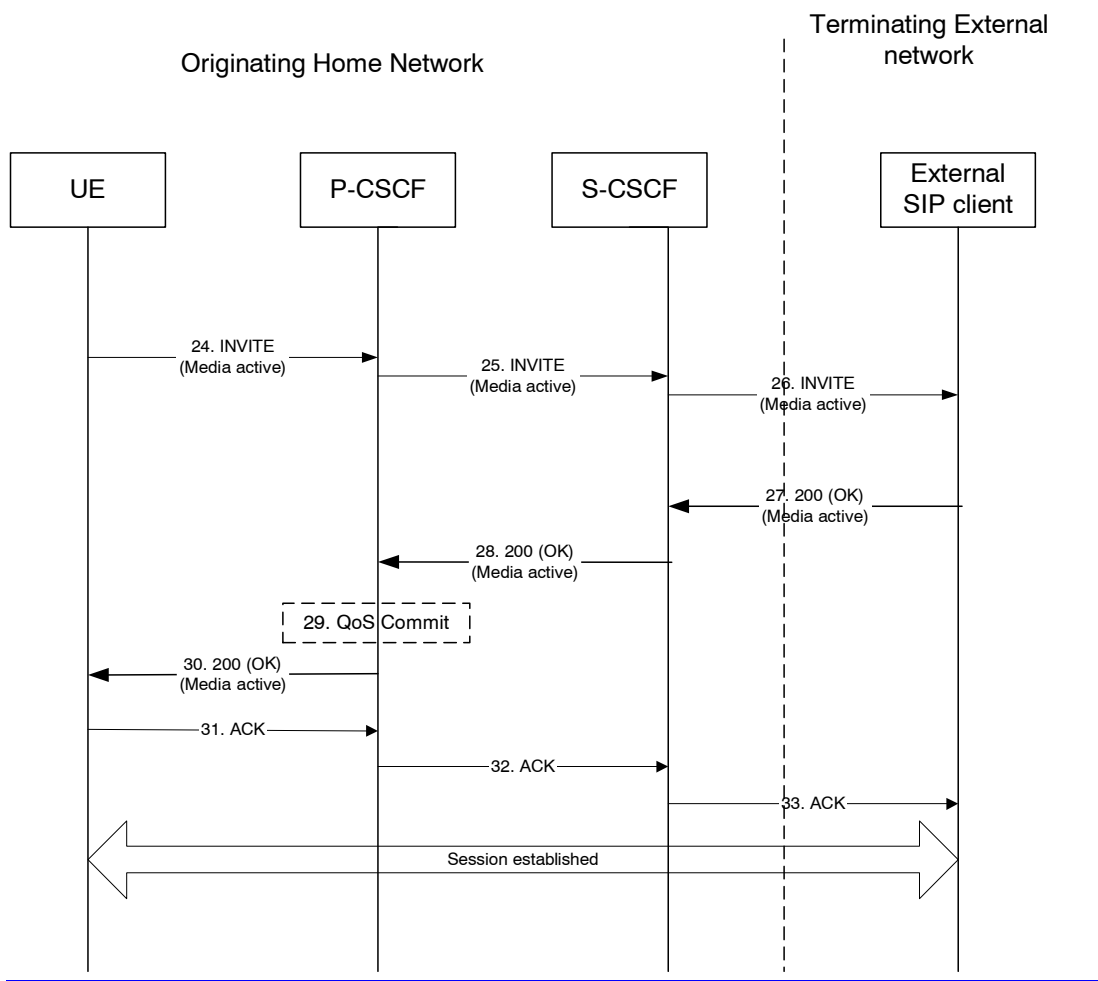 Terminating External
network
Originating Home Network
UE
P-CSCF
S-CSCF
External
SIP client
24. INVITE
(Media active)
25. INVITE
(Media active)
26. INVITE
(Media active)
27. 200 (OK)
(Media active)
28. 200 (OK)
(Media active)
29. QoS Commit
30. 200 (OK)
(Media active)
31. ACK
32. ACK
33. ACK
Session established